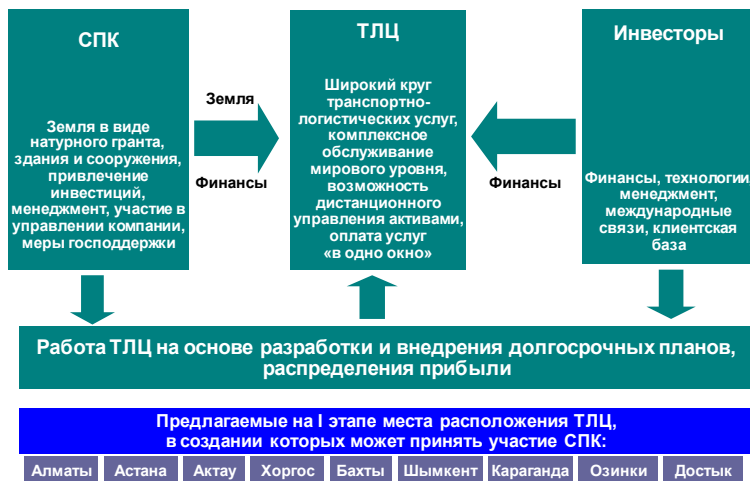 СПК
Земля в виде
натурного гранта,
здания и сооружения,
привлечение
инвестиций,
менеджмент, участие в
управлении компании,
меры господдержки
Земля
Финансы
ТЛЦ
Широкий круг
транспортно-
логистических услуг,
комплексное
обслуживание
мирового уровня,
возможность
дистанционного
управления активами,
оплата услуг
«в одно окно»
Финансы
Инвесторы
Финансы, технологии,
менеджмент,
международные
связи, клиентская
база
Работа ТЛЦ на основе разработки и внедрения долгосрочных планов,
распределения прибыли
Предлагаемые на I этапе места расположения ТЛЦ,
в создании которых может принять участие СПК:
Алматы Астана Актау Хоргос Бахты Шымкент Караганда Озинки Достык